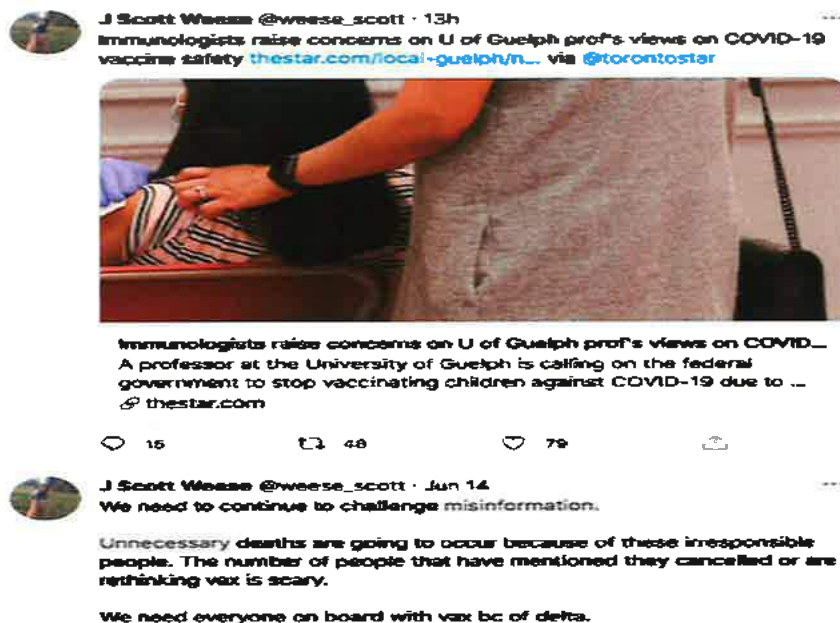 J Scott Weese @weese_scott · 13h
Immunologists raise concerns on U of Guelph prof's views on COVID-19
vaccine safety thestar.com/local-guelph/n... via @torontostar
Immunologists raise concerns on U of Guelph prof's views on COVID...
A professor at the University of Guelph is calling on the federal
government to stop vaccinating children against COVID-19 due to ...
thestar.com
15 48 79
J Scott Weese @weese_scott · Jun 14
We need to continue to challenge misinformation.
Unnecessary deaths are going to occur because of these irresponsible
people. The number of people that have mentioned they cancelled or are
rethinking vax is scary.
We need everyone on board with vax bc of delta.